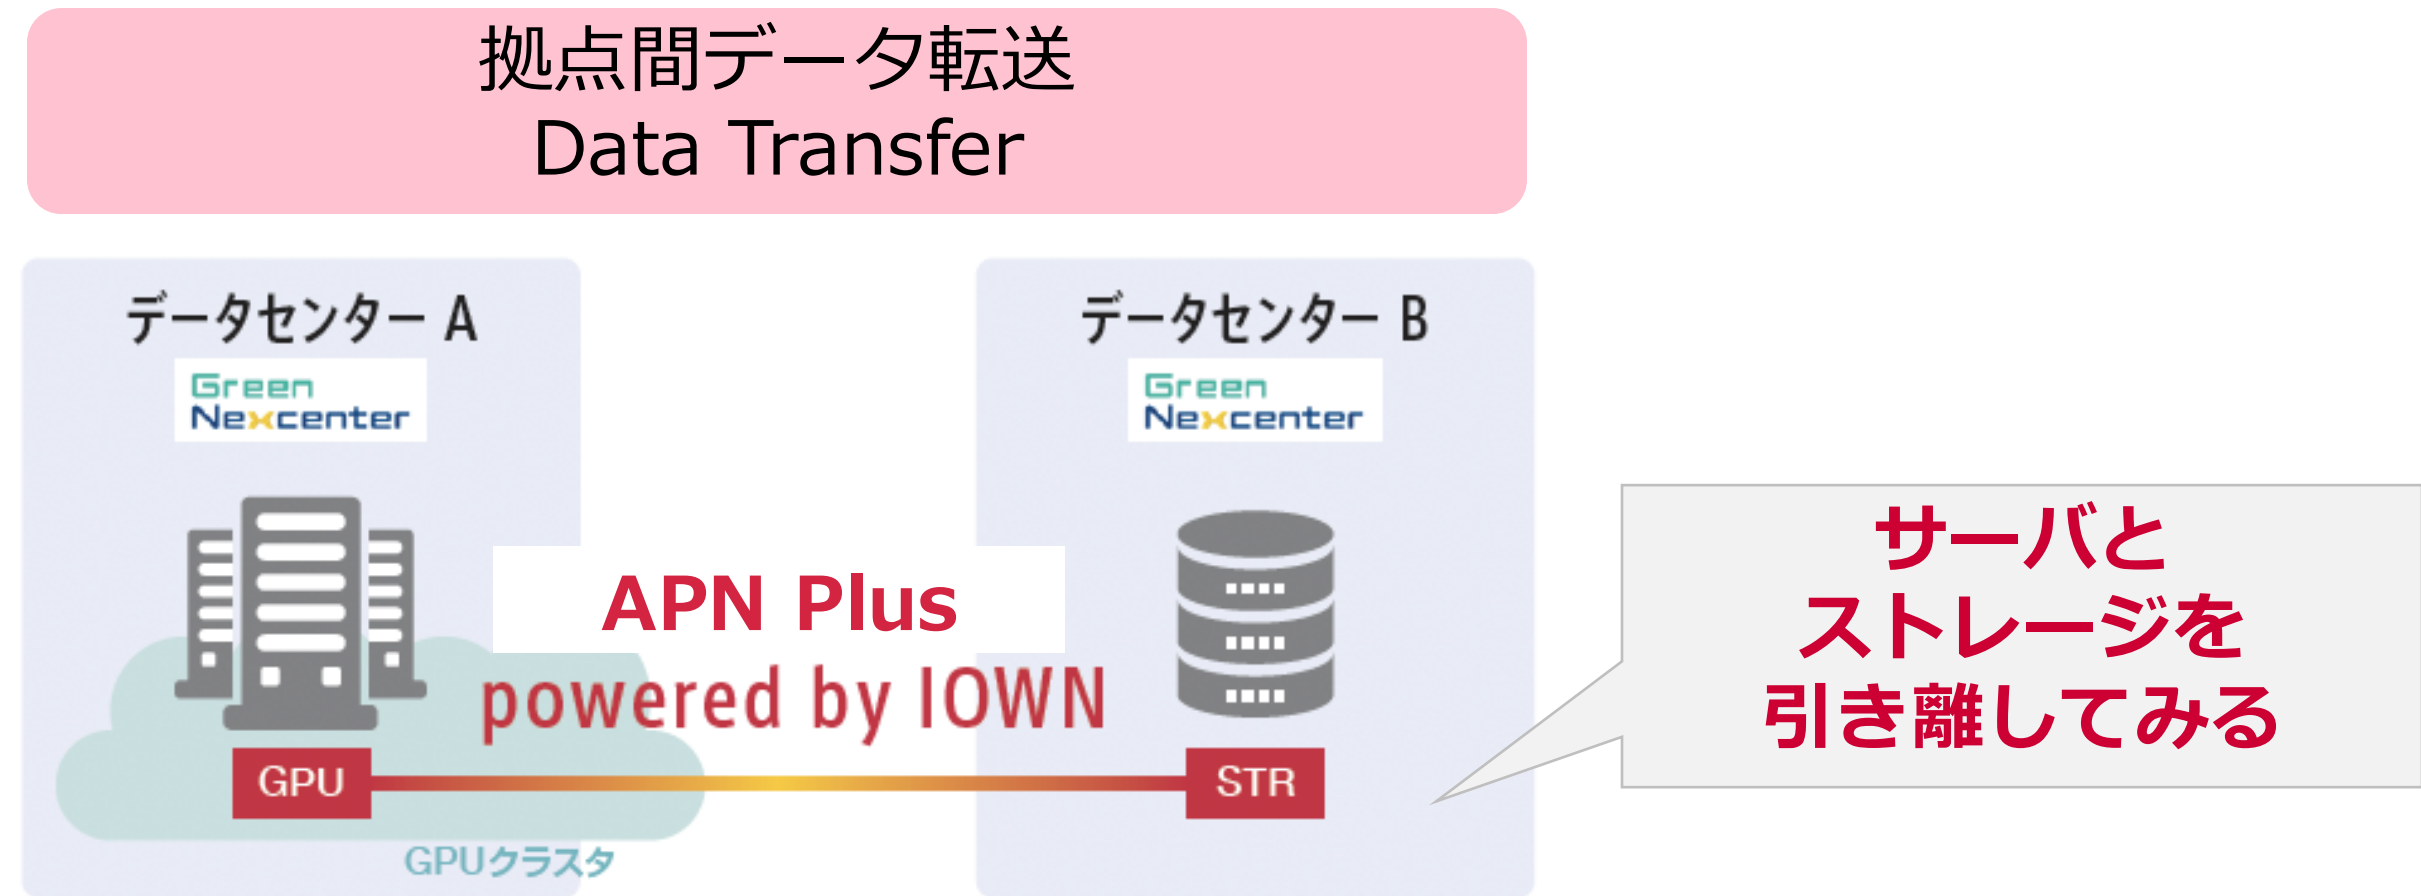 拠点間データ転送
Data Transfer
データセンター A
Green
Nexcenter
データセンター B
Green
Nexcenter
APN Plus
powered by IOWN
GPU
STR
GPUクラスタ
サーバと
ストレージを
引き離してみる